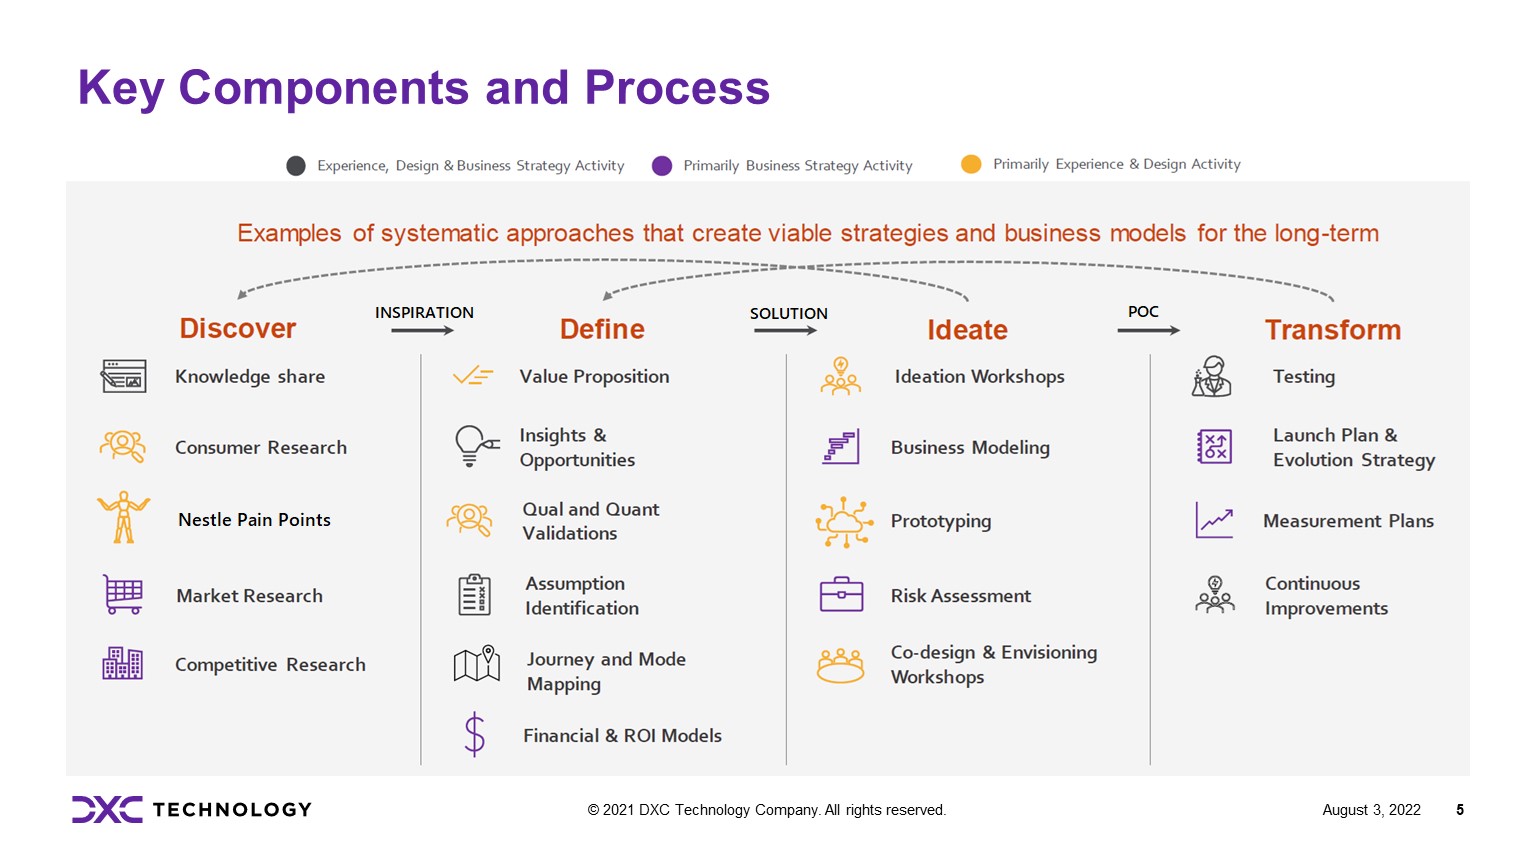 Key Components and Process
Experience, Design & Business Strategy Activity
Primarily Business Strategy Activity
Primarily Experience & Design Activity
Examples of systematic approaches that create viable strategies and business models for the long-term
Discover
INSPIRATION
Define
SOLUTION
Ideate
POC
Transform
Knowledge share
Consumer Research
Nestle Pain Points
Market Research
Competitive Research
Value Proposition
Insights &
Opportunities
Qual and Quant
Validations
Assumption
Identification
Journey and Mode
Mapping
Financial & ROI Models
Ideation Workshops
Business Modeling
Prototyping
Risk Assessment
Co-design & Envisioning
Workshops
Testing
Launch Plan &
Evolution Strategy
Measurement Plans
Continuous
Improvements
DXC TECHNOLOGY
© 2021 DXC Technology Company. All rights reserved.
August 3, 2022
5